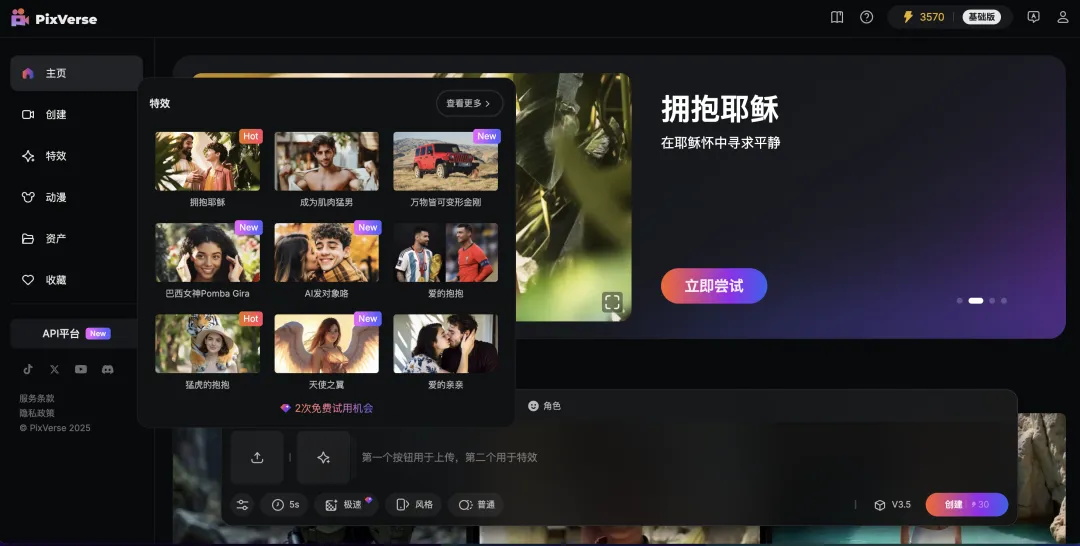 PixVerse
3570
基础版
主页
创建
特效
动漫
资产
收藏
API平台 New
服务条款
隐私政策
© PixVerse 2025
特效
查看更多 >
Hot
New
拥抱耶稣
成为肌肉猛男
万物皆可变形金刚
New
New
巴西女神Pomba Gira
AI发对象咯
爱的抱抱
Hot
New
猛虎的抱抱
天使之翼
爱的亲亲
2次免费试用机会
拥抱耶稣
在耶稣怀中寻求平静
立即尝试
角色
第一个按钮用于上传，第二个用于特效
5s
极速
风格
普通
V3.5
创建 30